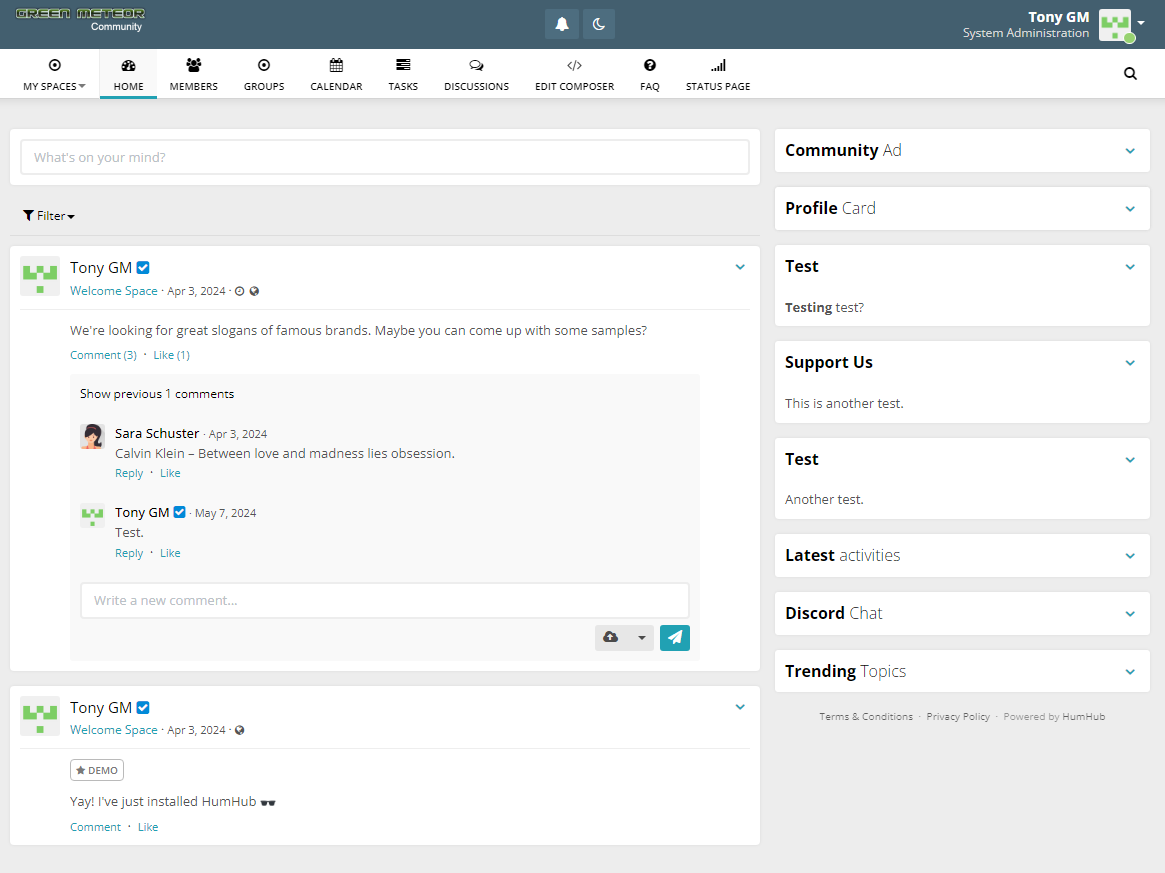 GREEN METEOR
Community
Tony GM
System Administration
MY SPACES
HOME
MEMBERS
GROUPS
CALENDAR
TASKS
DISCUSSIONS
EDIT COMPOSER
FAQ
STATUS PAGE
What's on your mind?
Filter
Tony GM
Welcome Space · Apr 3, 2024 ·
We're looking for great slogans of famous brands. Maybe you can come up with some samples?
Comment (3) · Like (1)
Show previous 1 comments
Sara Schuster · Apr 3, 2024
Calvin Klein – Between love and madness lies obsession.
Reply · Like
Tony GM · May 7, 2024
Test.
Reply · Like
Write a new comment...
Tony GM
Welcome Space · Apr 3, 2024 ·
DEMO
Yay! I've just installed HumHub 🕶️
Comment · Like
Community Ad
Profile Card
Test
Testing test?
Support Us
This is another test.
Test
Another test.
Latest activities
Discord Chat
Trending Topics
Terms & Conditions · Privacy Policy · Powered by HumHub